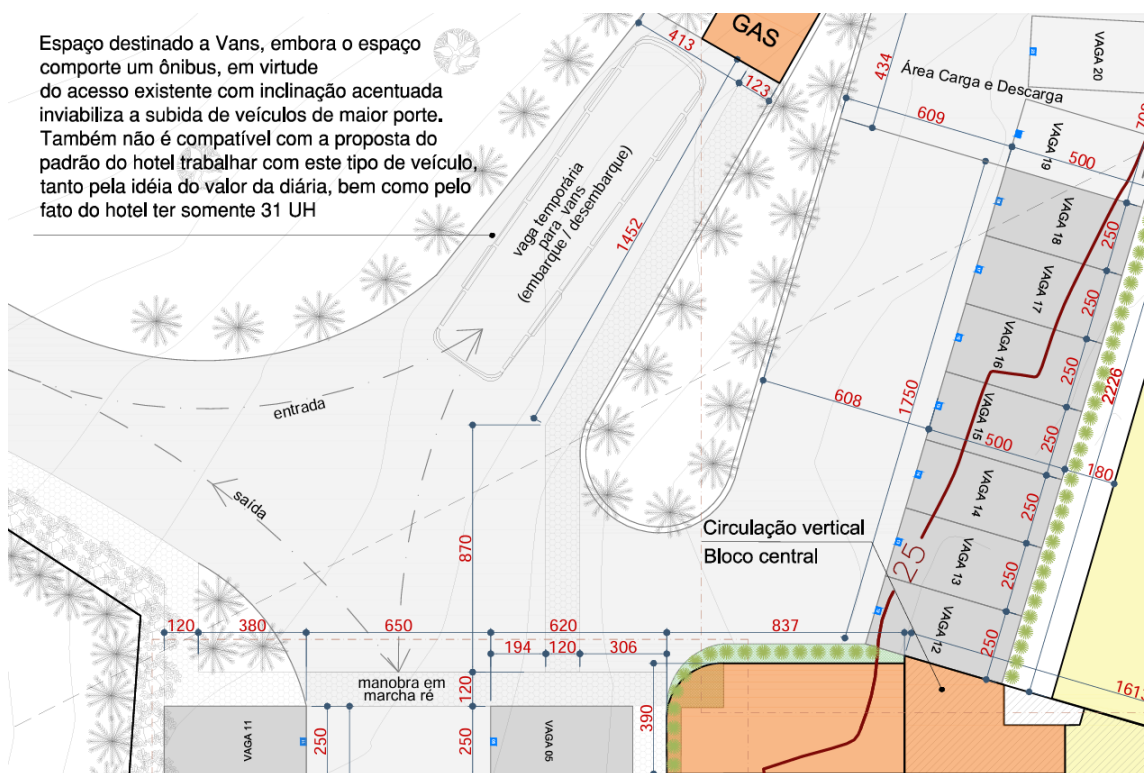 Espaço destinado a Vans, embora o espaço
comporte um ônibus, em virtude
do acesso existente com inclinação acentuada
inviabiliza a subida de veículos de maior porte.
Também não é compatível com a proposta do
padrão do hotel trabalhar com este tipo de veículo,
tanto pela idéia do valor da diária, bem como pelo
fato do hotel ter somente 31 UH
GAS
413
123
434
Área Carga e Descarga
609
500
VAGA 20
VAGA 19
VAGA 18
VAGA 17
VAGA 16
VAGA 15
VAGA 14
VAGA 13
VAGA 12
250
250
250
250
250
250
250
2226
180
500
1750
608
vaga temporária
para vans
(embarque / desembarque)
1452
entrada
saída
870
Circulação vertical
Bloco central
25
120
380
650
620
837
194
120
306
1613
manobra em
marcha ré
120
390
250
250
VAGA 11
VAGA 05